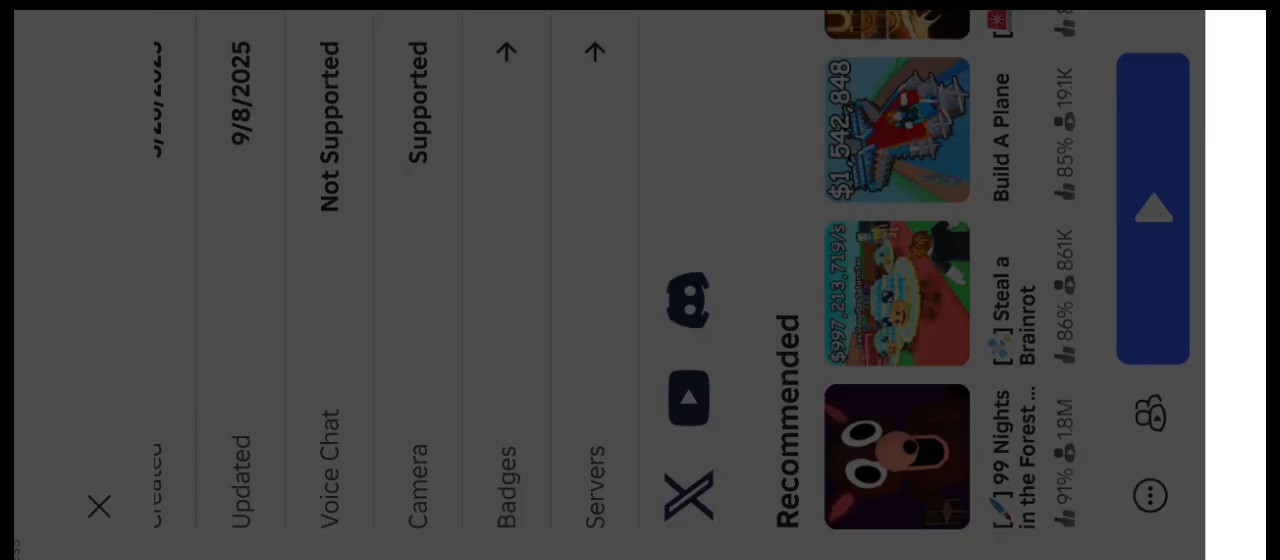 Created
Updated 9/8/2025
Voice Chat Not Supported
Camera Supported
Badges
Servers
Recommended
$997,213,719/s
$1,542,848
[🖌️] 99 Nights
in the Forest ...
91% 1.8M
[ ] Steal a
Brainrot
86% 861K
Build A Plane
85% 19.1K